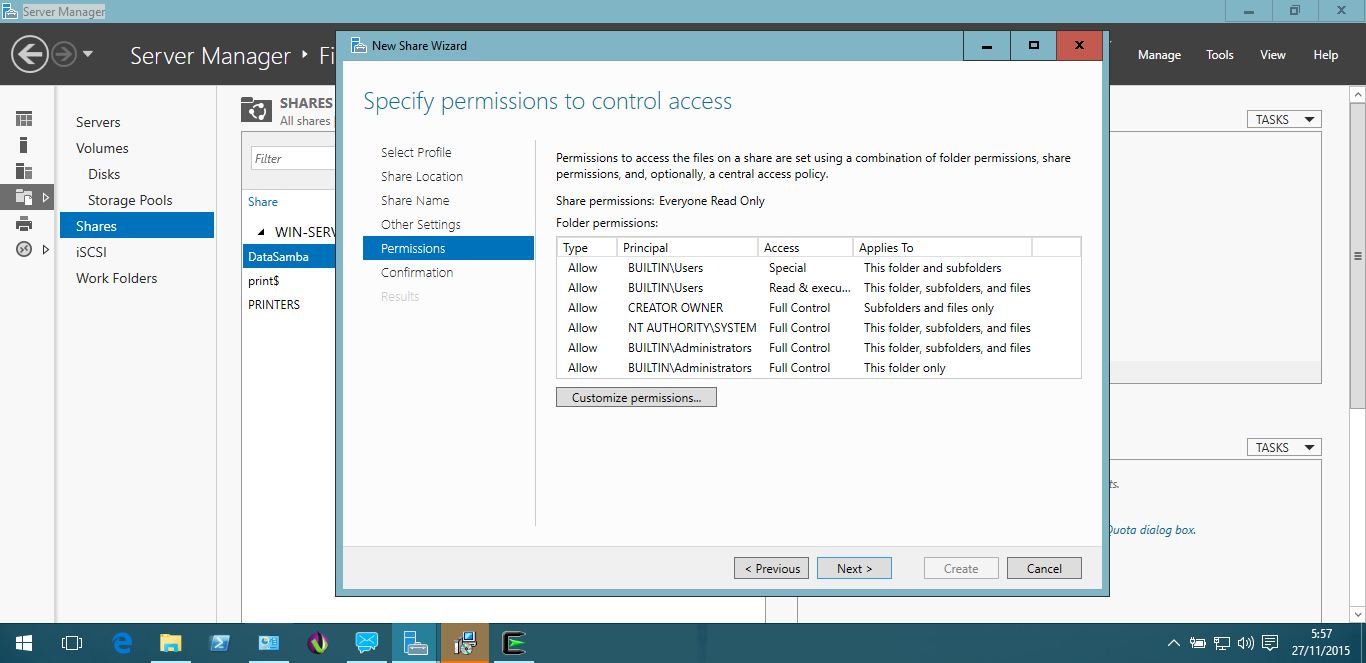 Server Manager
Server Manager
Manage
Tools
View
Help
Servers
Volumes
Disks
Storage Pools
Shares
iSCSI
Work Folders
SHARES
All shares
Filter
Share
DataSamba
print$
PRINTERS
New Share Wizard
Specify permissions to control access
Select Profile
Share Location
Share Name
Other Settings
Permissions
Confirmation
Results
Permissions to access the files on a share are set using a combination of folder permissions, share
permissions, and, optionally, a central access policy.
Share permissions: Everyone Read Only
Folder permissions:
Type Principal Access Applies To
Allow BUILTIN\Users Special This folder and subfolders
Allow BUILTIN\Users Read & execu... This folder, subfolders, and files
Allow CREATOR OWNER Full Control Subfolders and files only
Allow NT AUTHORITY\SYSTEM Full Control This folder, subfolders, and files
Allow BUILTIN\Administrators Full Control This folder, subfolders, and files
Allow BUILTIN\Administrators Full Control This folder only
Customize permissions...
< Previous
Next >
Create
Cancel
TASKS
TASKS
Quota dialog box.
5:57
27/11/2015